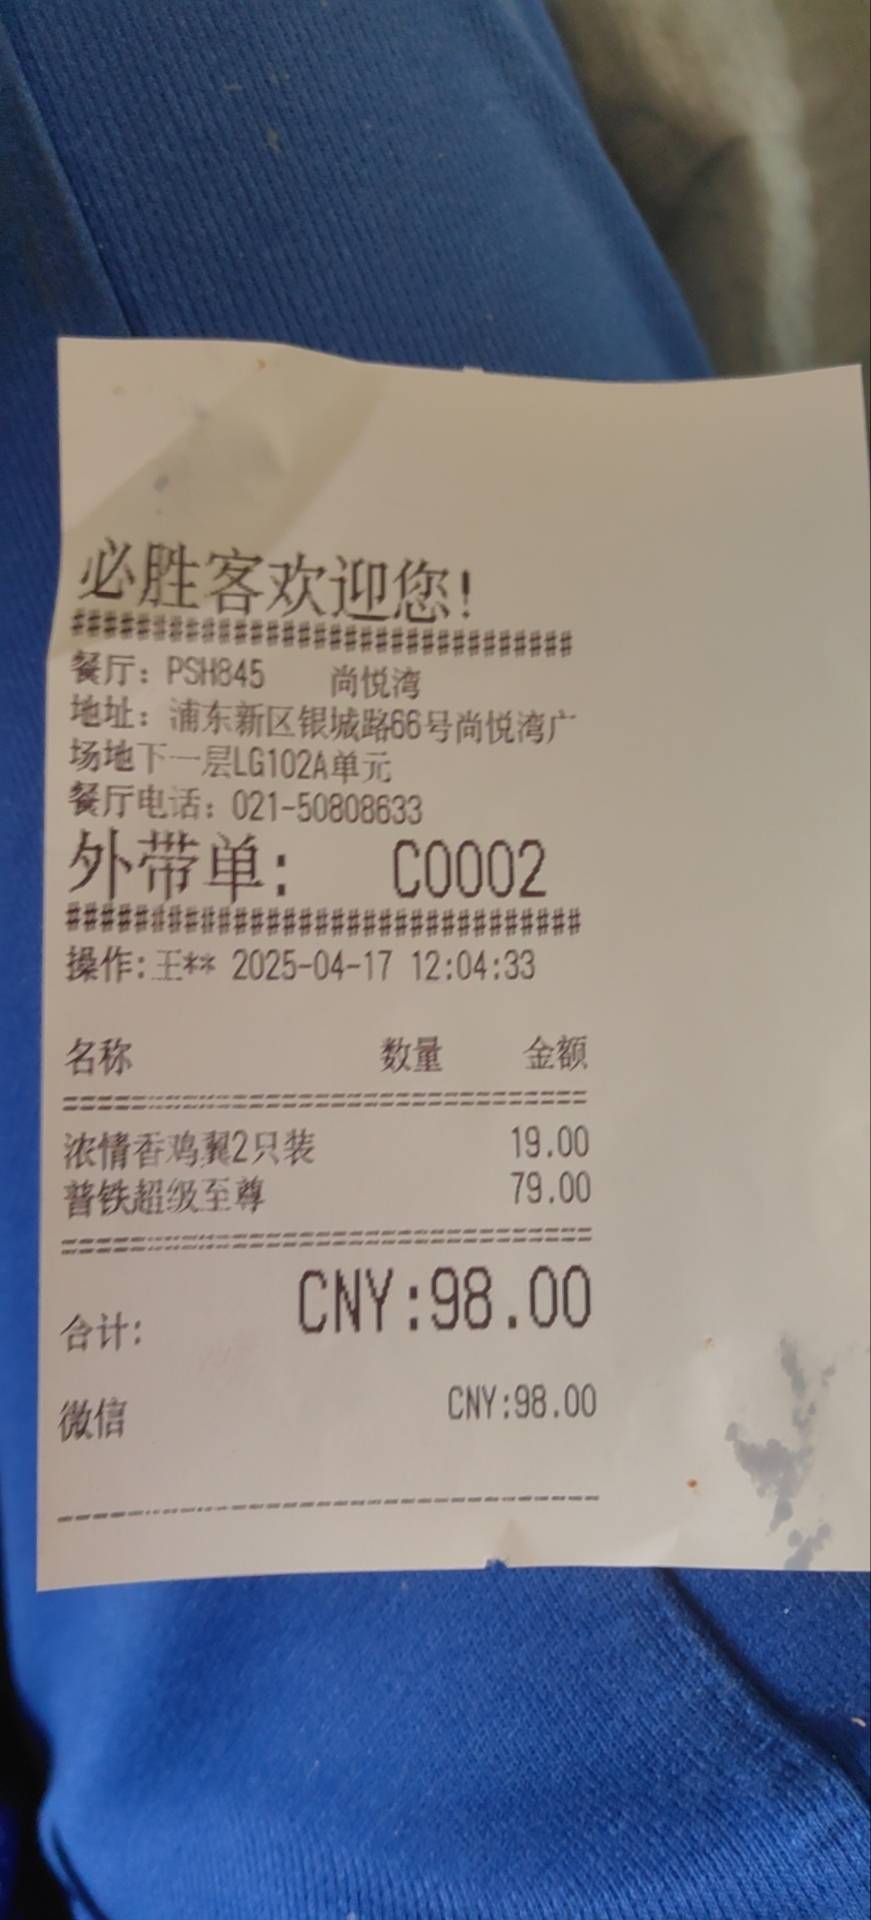 必胜客欢迎您!
###############################
餐厅: PSH845 尚悦湾
地址: 浦东新区银城路66号尚悦湾广
场地下一层LG102A单元
餐厅电话: 021-50808633
外带单: C0002
################################
操作:王** 2025-04-17 12:04:33
名称 数量 金额
================================
浓情香鸡翼2只装 19.00
普铁超级至尊 79.00
================================
合计: CNY:98.00
微信 CNY:98.00
--------------------------------